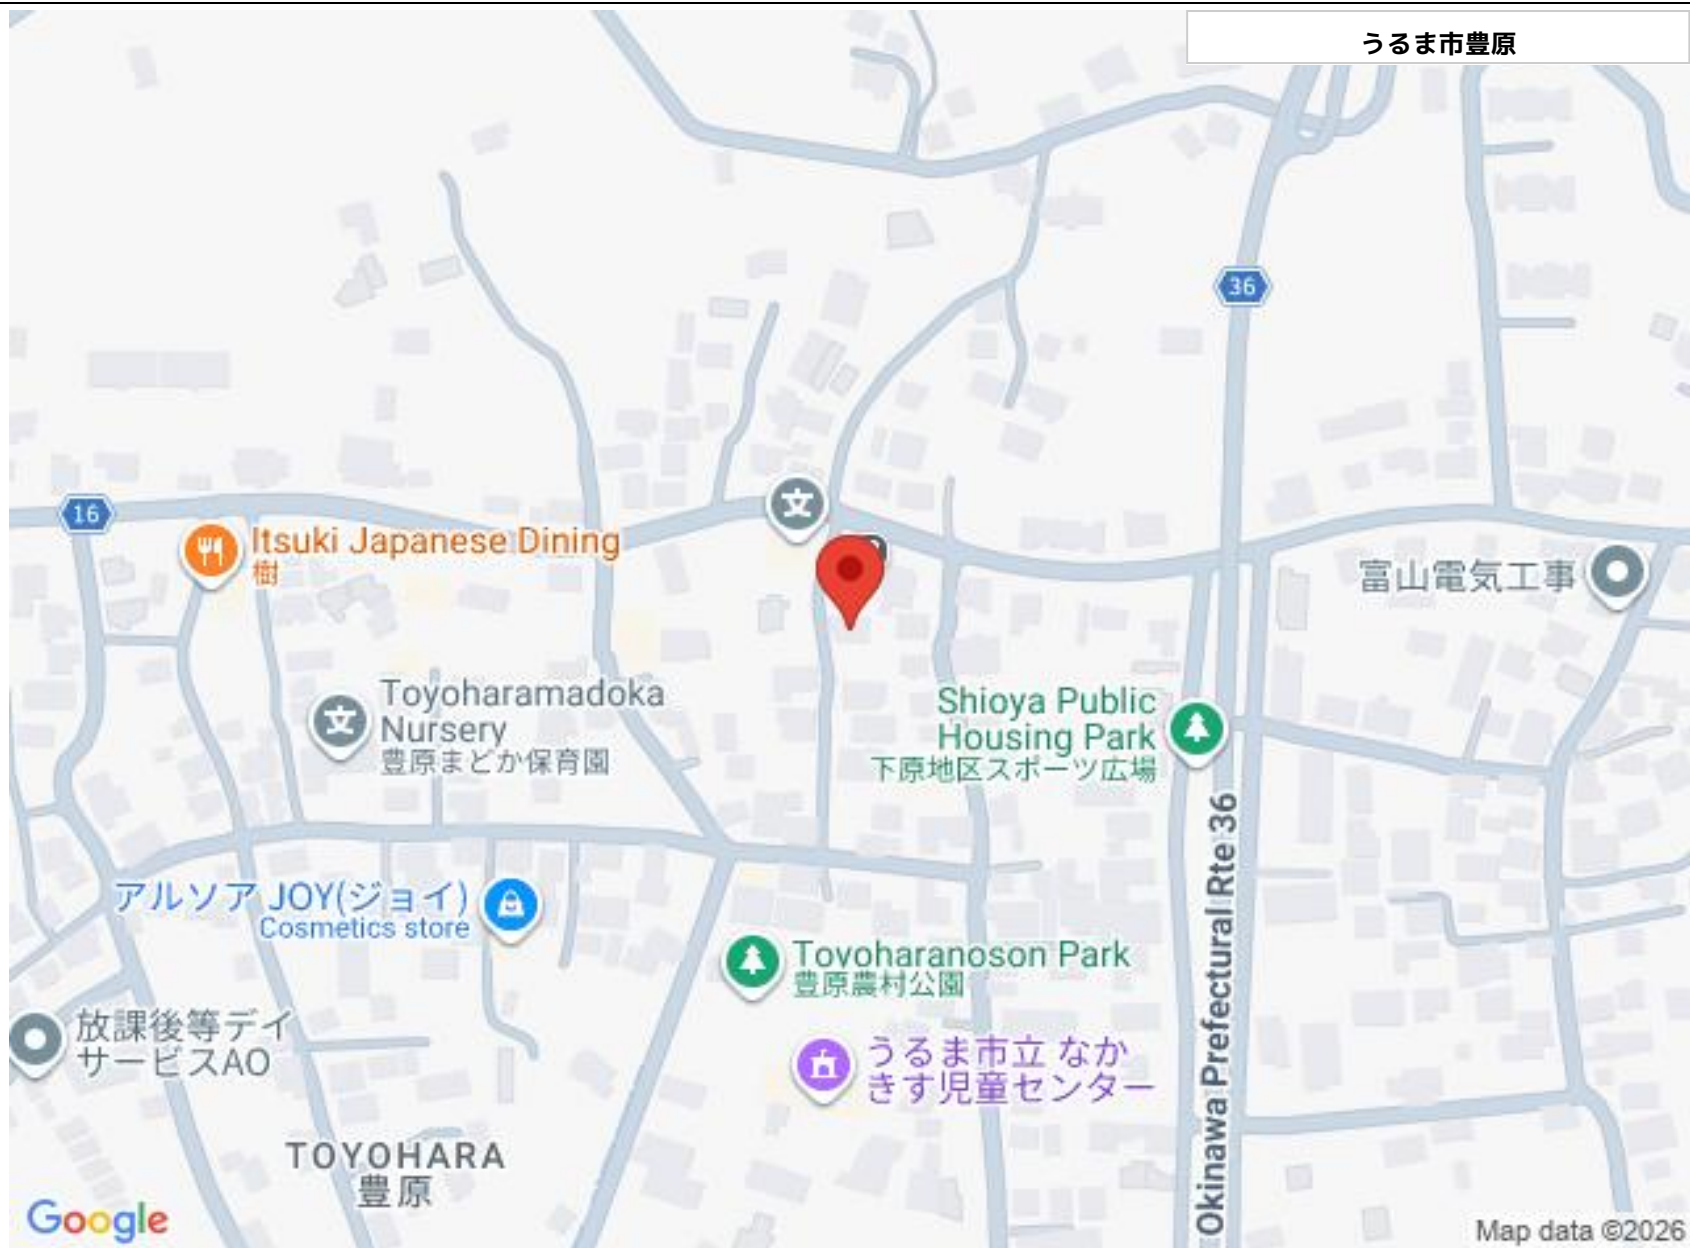 うるま市豊原
36
16
Itsuki Japanese Dining
樹
富山電気工事
Toyoharamadoka
Nursery
豊原まどか保育園
Shioya Public
Housing Park
下原地区スポーツ広場
アルソア JOY(ジョイ)
Cosmetics store
Toyoharanoson Park
豊原農村公園
放課後等デイ
サービスAO
うるま市立 なか
きす児童センター
Okinawa Prefectural Rte 36
TOYOHARA
豊原
文
文
Google
Map data ©2026